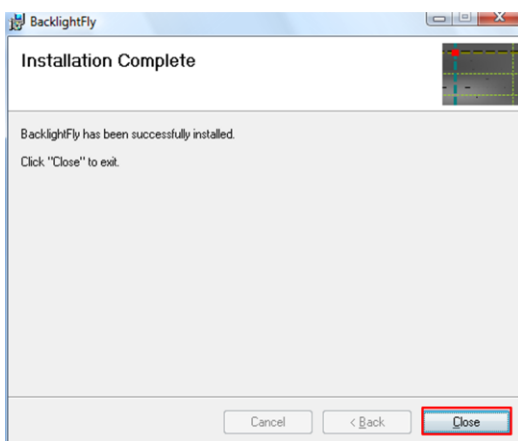 BacklightFly
Installation Complete
BacklightFly has been successfully installed.
Click "Close" to exit.
Cancel
< Back
Close